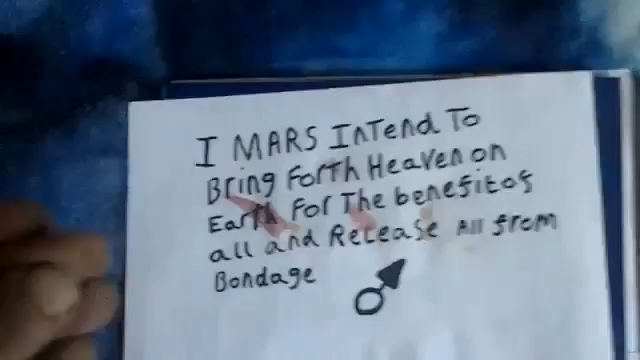 I MARS INTend To
Bring Forth Heaven on
Earth For The benefit of
all and Release All from
Bondage